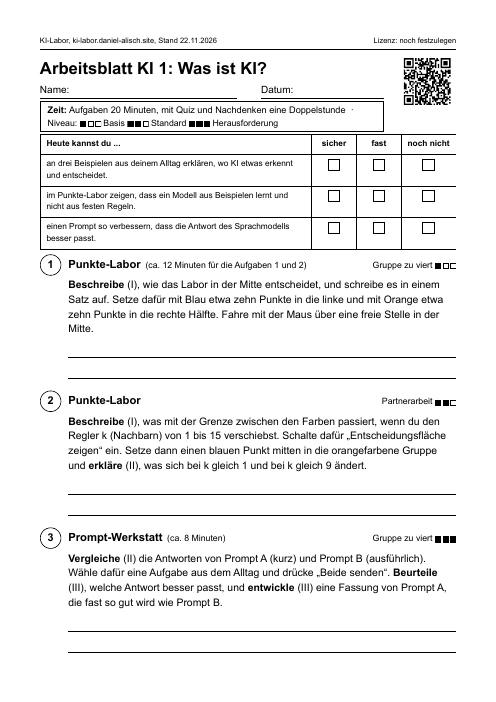 KI-Labor, ki-labor.daniel-alisch.site, Stand 22.11.2026 Lizenz: noch festzulegen
Arbeitsblatt KI 1: Was ist KI?
Name: Datum:
Zeit: Aufgaben 20 Minuten, mit Quiz und Nachdenken eine Doppelstunde ·
Niveau: ■□□ Basis ■■□ Standard ■■■ Herausforderung
Heute kannst du ... sicher fast noch nicht
an drei Beispielen aus deinem Alltag erklären, wo KI etwas erkennt
und entscheidet.
im Punkte-Labor zeigen, dass ein Modell aus Beispielen lernt und
nicht aus festen Regeln.
einen Prompt so verbessern, dass die Antwort des Sprachmodells
besser passt.
1 Punkte-Labor (ca. 12 Minuten für die Aufgaben 1 und 2) Gruppe zu viert ■□□
Beschreibe (I), wie das Labor in der Mitte entscheidet, und schreibe es in einem
Satz auf. Setze dafür mit Blau etwa zehn Punkte in die linke und mit Orange etwa
zehn Punkte in die rechte Hälfte. Fahre mit der Maus über eine freie Stelle in der
Mitte.
2 Punkte-Labor Partnerarbeit ■■□
Beschreibe (I), was mit der Grenze zwischen den Farben passiert, wenn du den
Regler k (Nachbarn) von 1 bis 15 verschiebst. Schalte dafür „Entscheidungsfläche
zeigen“ ein. Setze dann einen blauen Punkt mitten in die orangefarbene Gruppe
und erkläre (II), was sich bei k gleich 1 und bei k gleich 9 ändert.
3 Prompt-Werkstatt (ca. 8 Minuten) Gruppe zu viert ■■■
Vergleiche (II) die Antworten von Prompt A (kurz) und Prompt B (ausführlich).
Wähle dafür eine Aufgabe aus dem Alltag und drücke „Beide senden“. Beurteile
(III), welche Antwort besser passt, und entwickle (III) eine Fassung von Prompt A,
die fast so gut wird wie Prompt B.